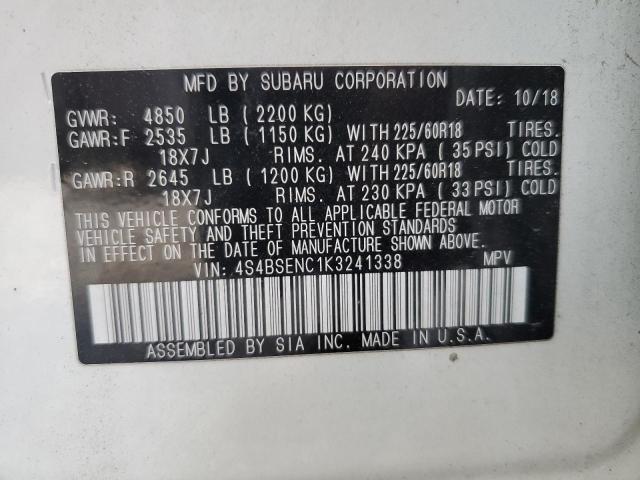 MFD BY SUBARU CORPORATION
DATE: 10/18
GVWR: 4850 LB (2200 KG)
GAWR:F 2535 LB (1150 KG) WITH 225/60R18 TIRES.
18X7J RIMS. AT 240 KPA (35 PSI) COLD
GAWR:R 2645 LB (1200 KG) WITH 225/60R18 TIRES.
18X7J RIMS. AT 230 KPA (33 PSI) COLD
THIS VEHICLE CONFORMS TO ALL APPLICABLE FEDERAL MOTOR
VEHICLE SAFETY AND THEFT PREVENTION STANDARDS
IN EFFECT ON THE DATE OF MANUFACTURE SHOWN ABOVE.
VIN: 4S4BSENC1K3241338 MPV
ASSEMBLED BY SIA INC. MADE IN U.S.A.